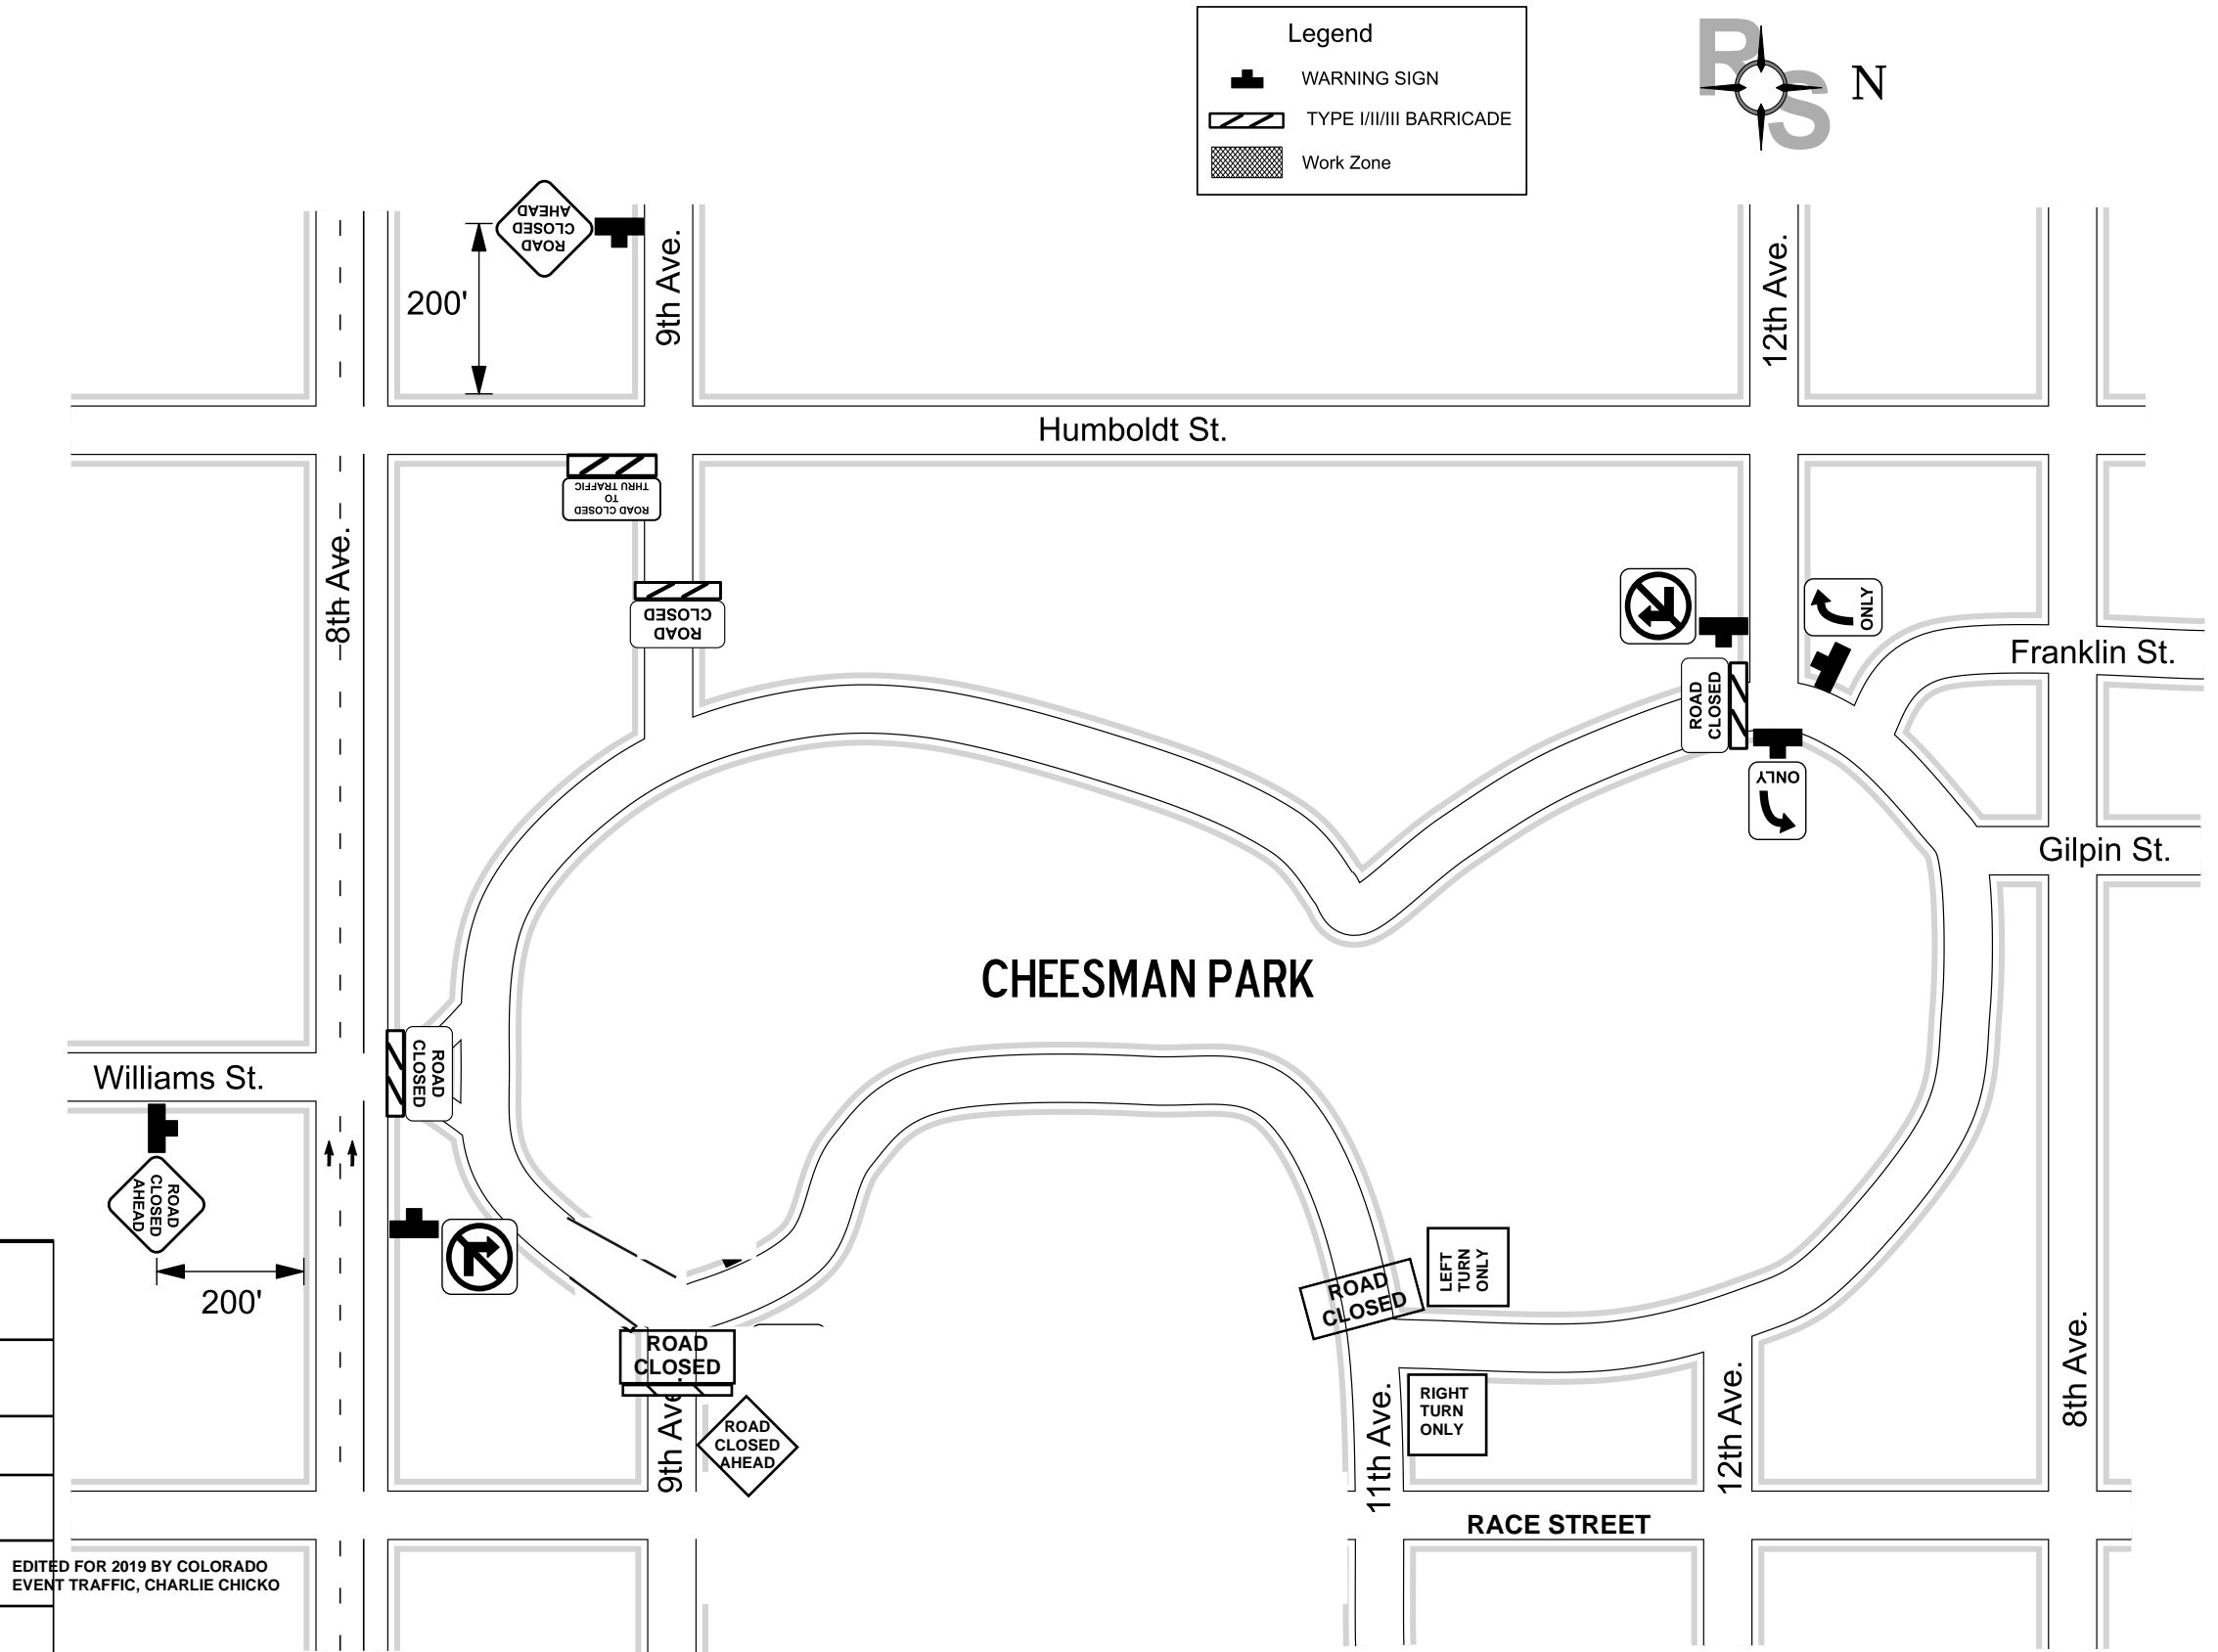 Legend
WARNING SIGN
TYPE I/II/III BARRICADE
Work Zone
R
S
N
ROAD
CLOSED
AHEAD
200'
9th Ave.
12th Ave.
Humboldt St.
ROAD CLOSED
TO
THRU TRAFFIC
8th Ave.
ROAD
CLOSED
ONLY
Franklin St.
ROAD
CLOSED
ONLY
Gilpin St.
CHEESMAN PARK
ROAD
CLOSED
Williams St.
ROAD
CLOSED
AHEAD
200'
LEFT
TURN
ONLY
ROAD
CLOSED
ROAD
CLOSED
9th Ave.
ROAD
CLOSED
AHEAD
RIGHT
TURN
ONLY
11th Ave.
12th Ave.
8th Ave.
RACE STREET
EDITED FOR 2019 BY COLORADO
EVENT TRAFFIC, CHARLIE CHICKO